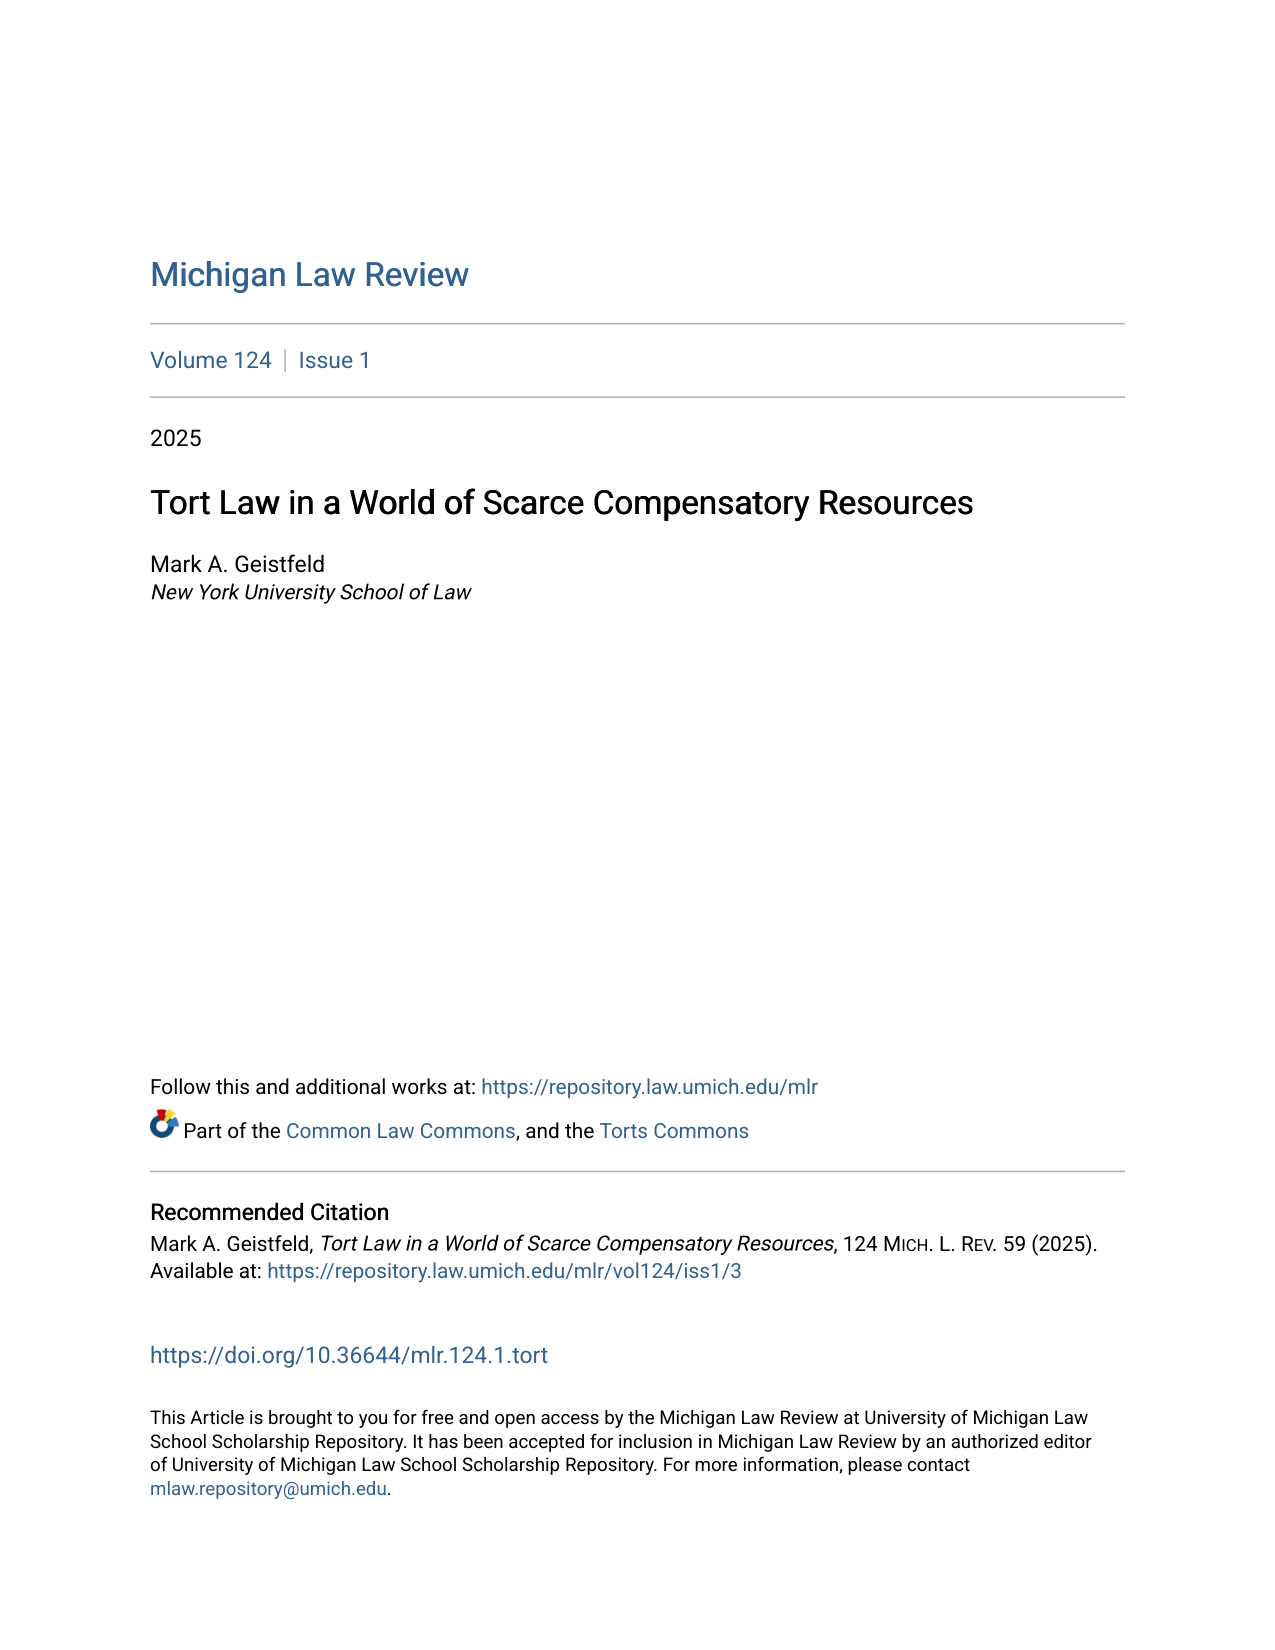 Michigan Law Review
Volume 124 | Issue 1
2025
Tort Law in a World of Scarce Compensatory Resources
Mark A. Geistfeld
New York University School of Law
Follow this and additional works at: https://repository.law.umich.edu/mlr
Part of the Common Law Commons, and the Torts Commons
Recommended Citation
Mark A. Geistfeld, Tort Law in a World of Scarce Compensatory Resources, 124 MICH. L. REV. 59 (2025).
Available at: https://repository.law.umich.edu/mlr/vol124/iss1/3
https://doi.org/10.36644/mlr.124.1.tort
This Article is brought to you for free and open access by the Michigan Law Review at University of Michigan Law
School Scholarship Repository. It has been accepted for inclusion in Michigan Law Review by an authorized editor
of University of Michigan Law School Scholarship Repository. For more information, please contact
mlaw.repository@umich.edu.